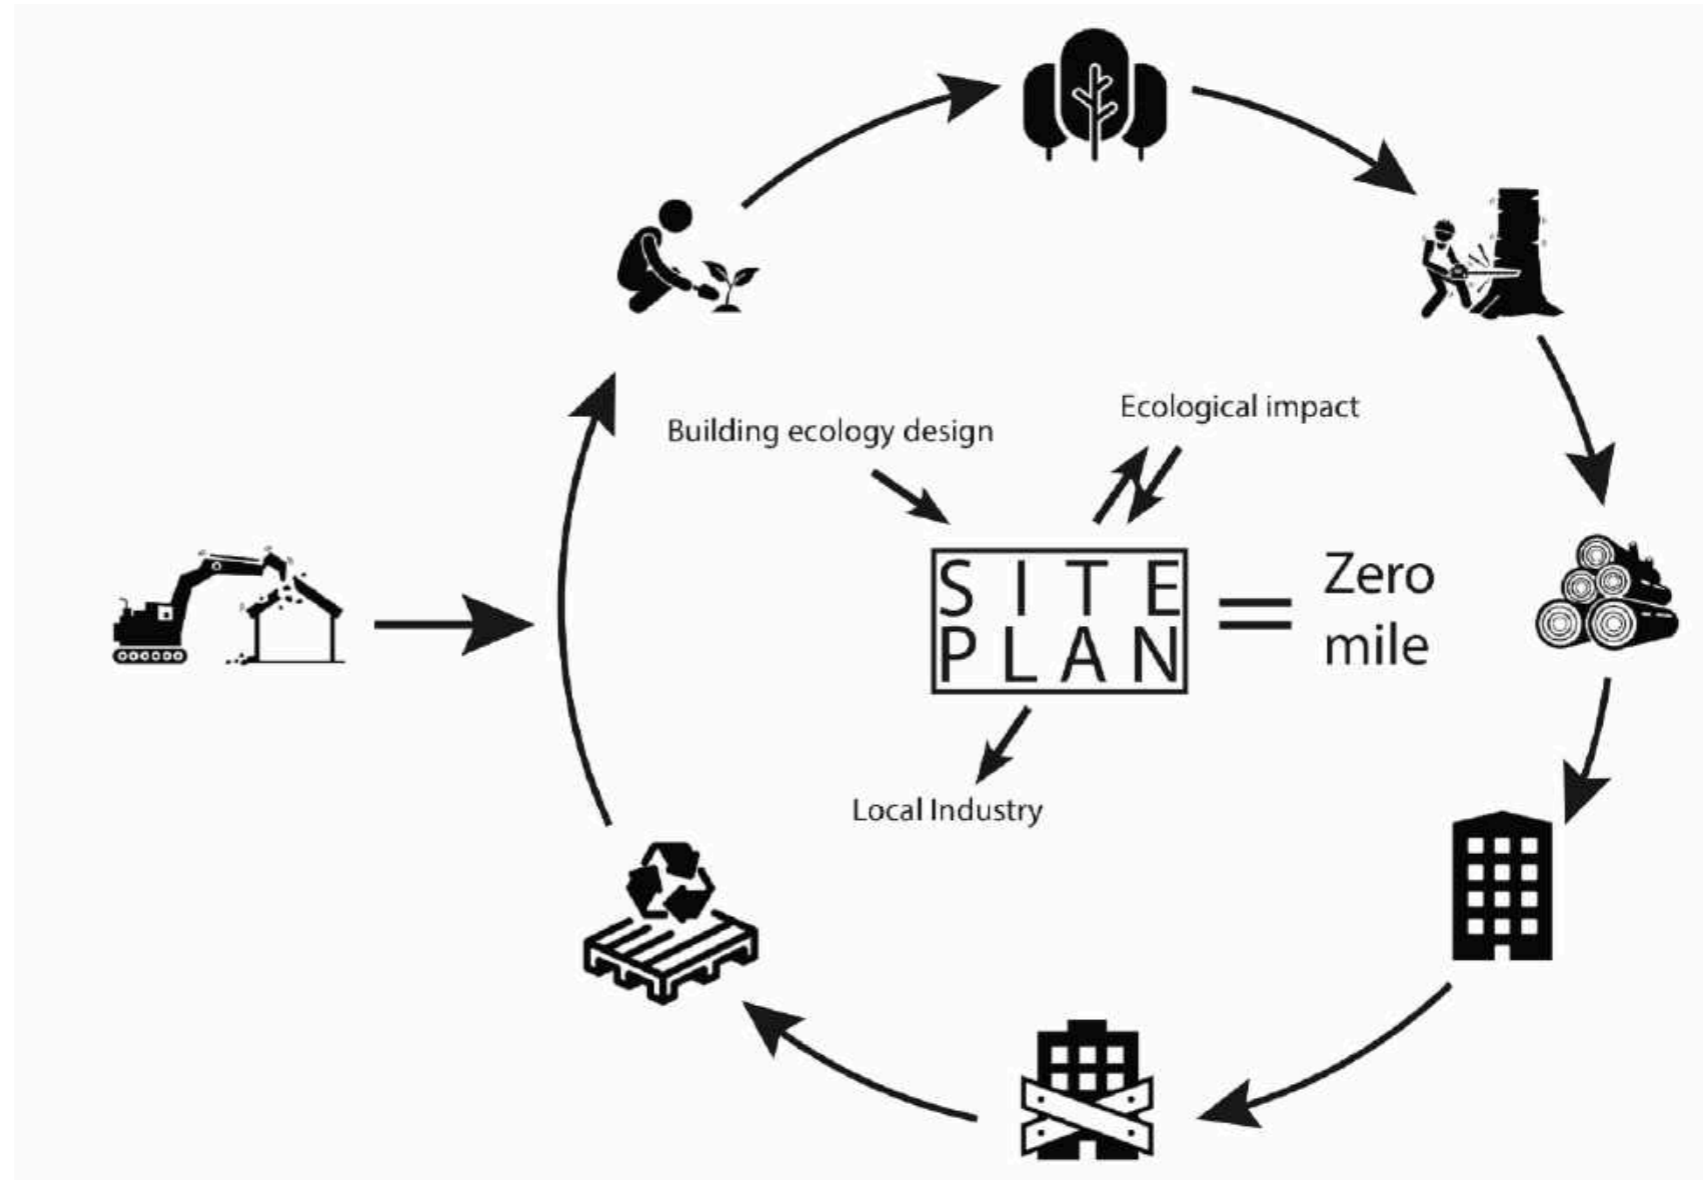 Ecological impact
Building ecology design
SITE
PLAN
=
Zero
mile
Local Industry